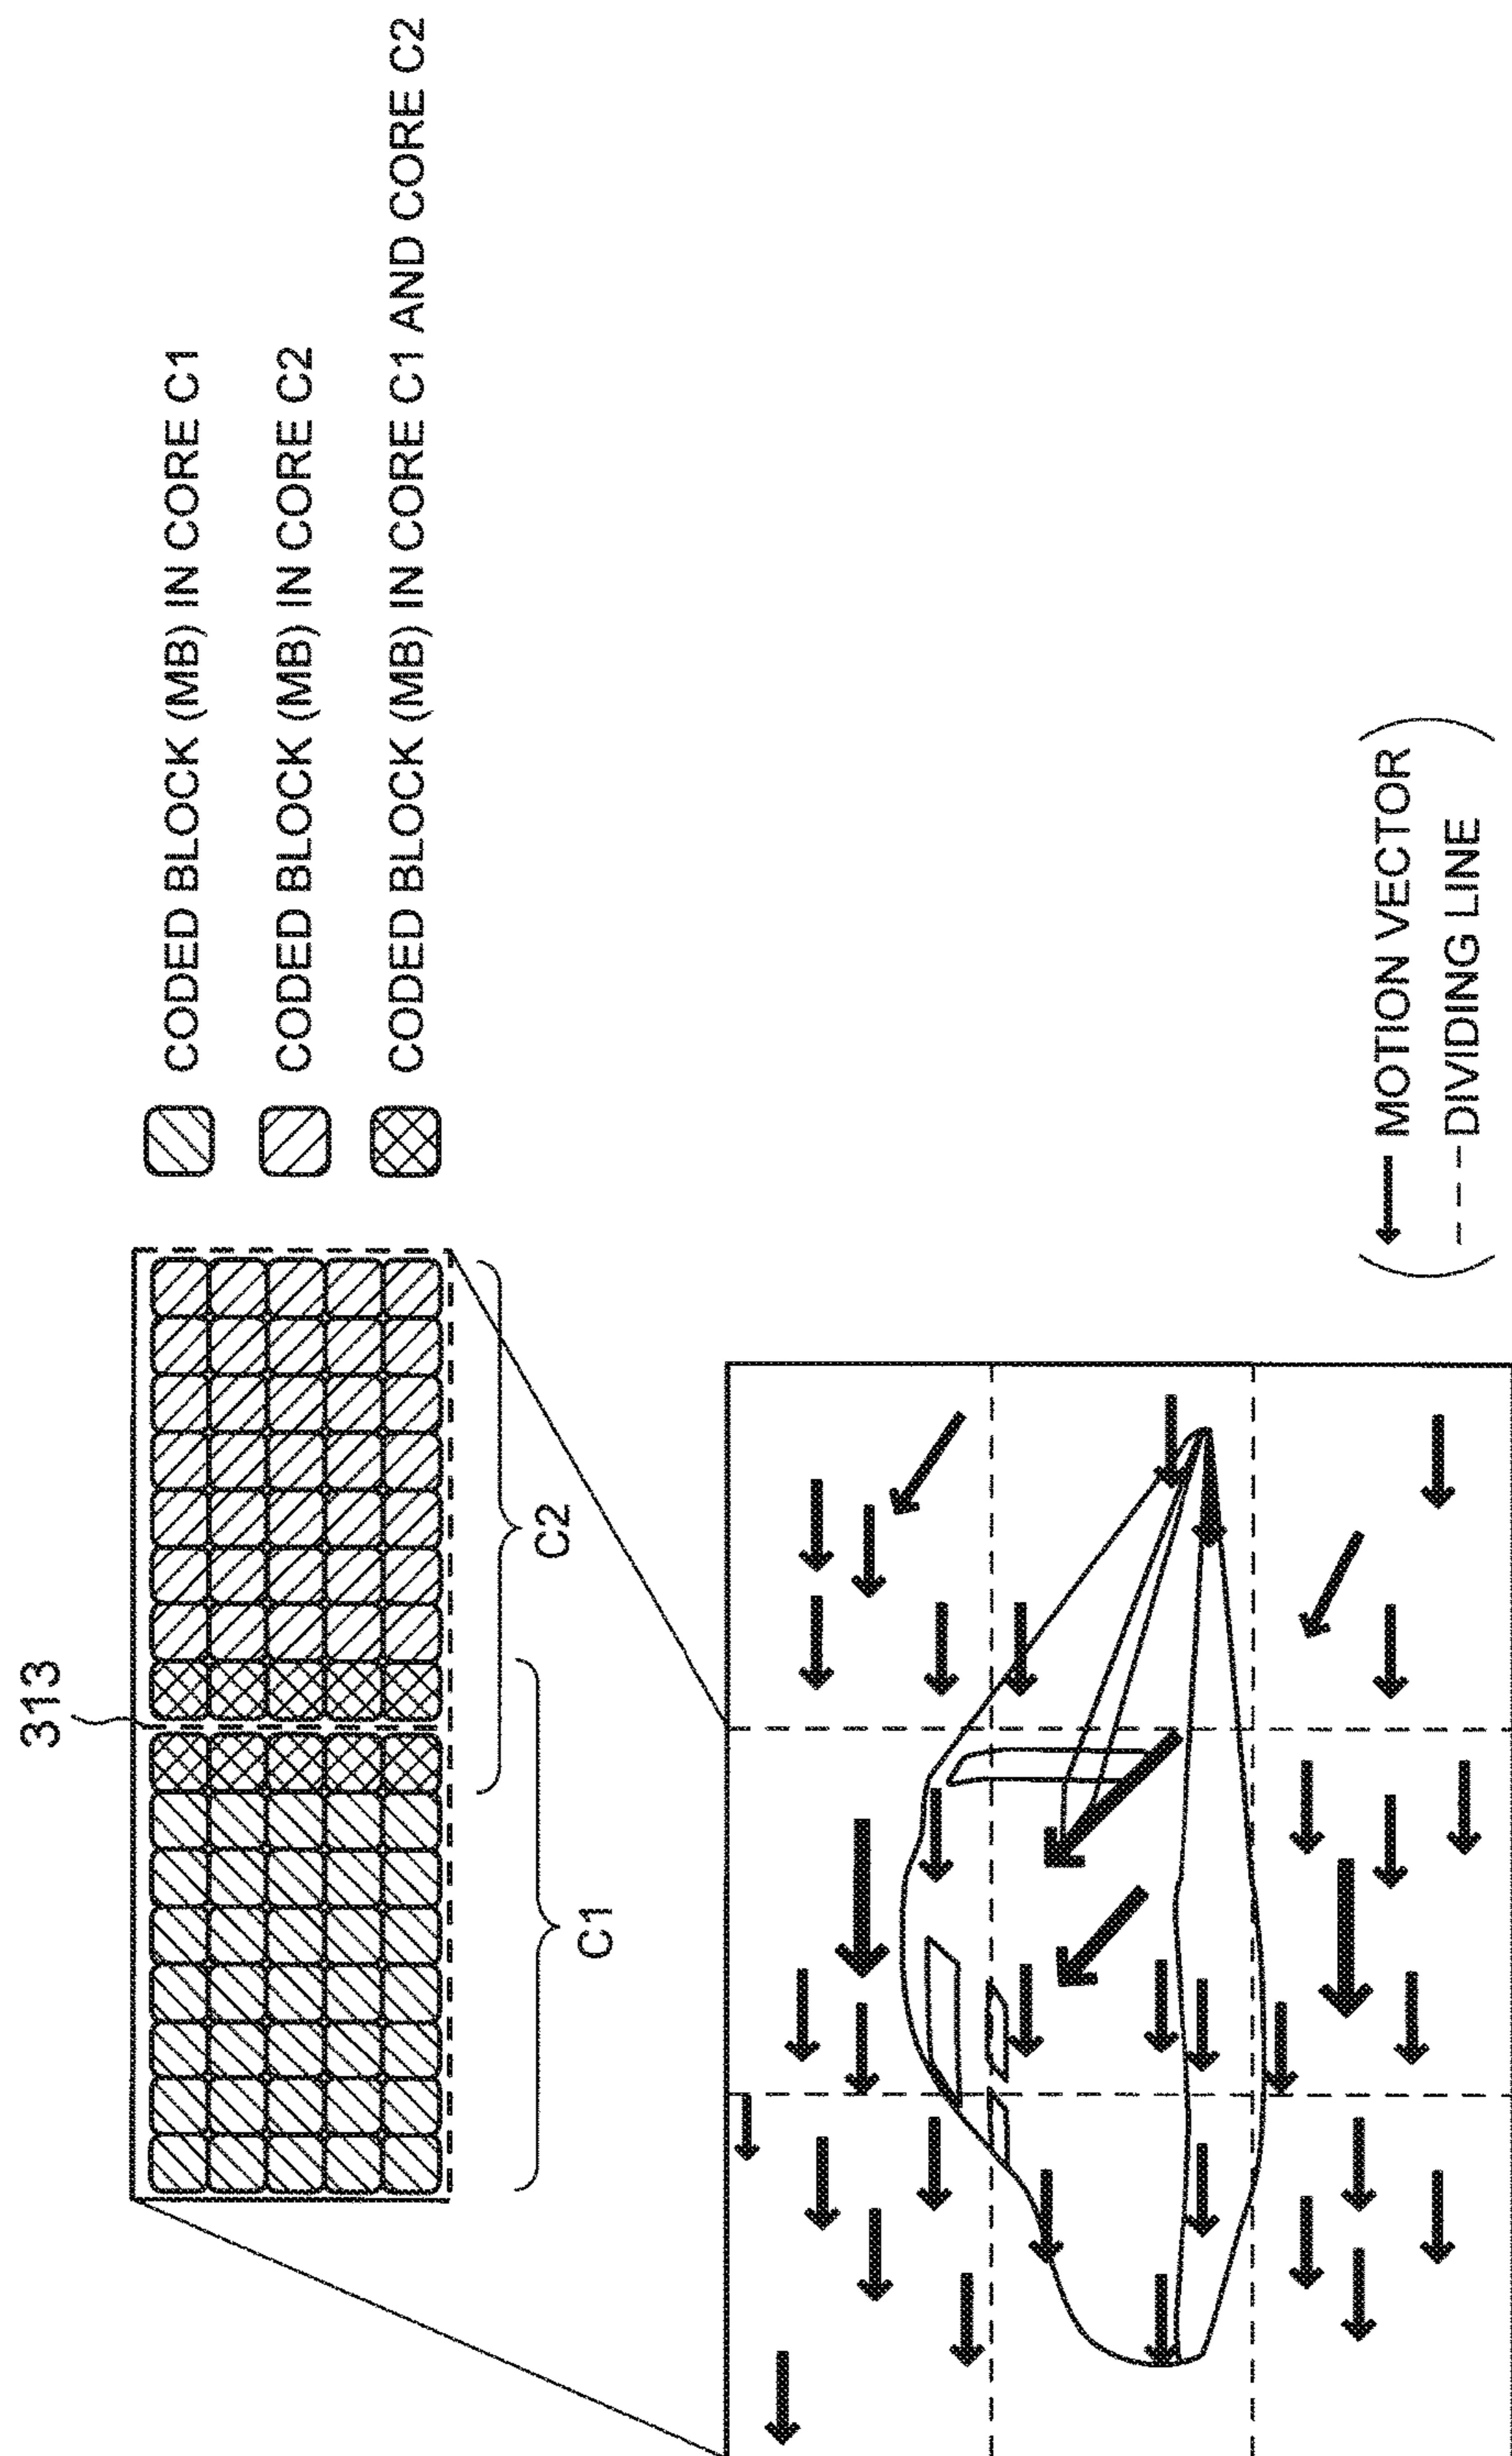 313
C1
C2
CODED BLOCK (MB) IN CORE C1
CODED BLOCK (MB) IN CORE C2
CODED BLOCK (MB) IN CORE C1 AND CORE C2
MOTION VECTOR
DIVIDING LINE